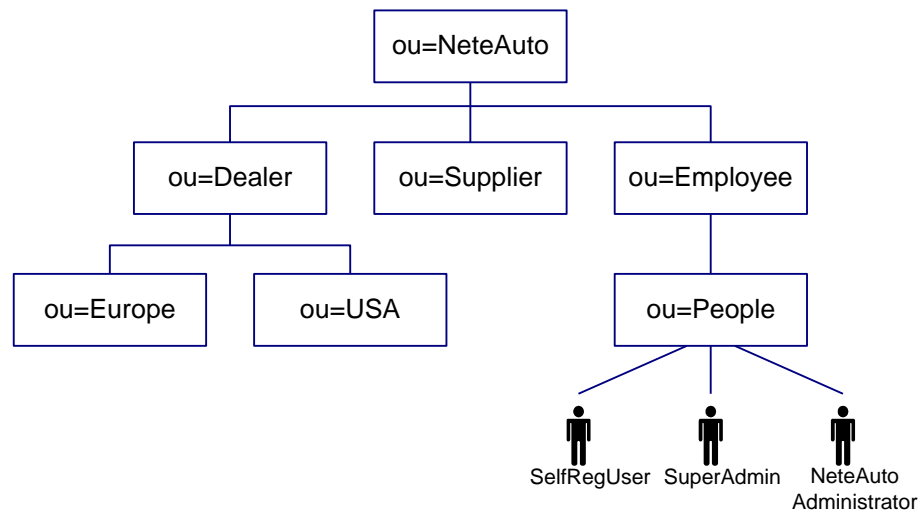 ou=NeteAuto
ou=Dealer
ou=Supplier
ou=Employee
ou=Europe
ou=USA
ou=People
SelfRegUser
SuperAdmin
NeteAuto
Administrator